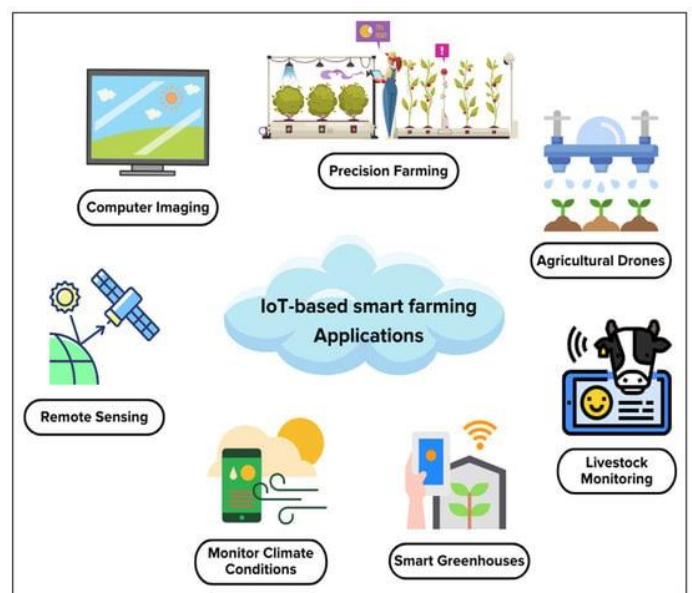 Precision Farming
Computer Imaging
Agricultural Drones
IoT-based smart farming
Applications
Remote Sensing
Livestock
Monitoring
Monitor Climate
Conditions
Smart Greenhouses